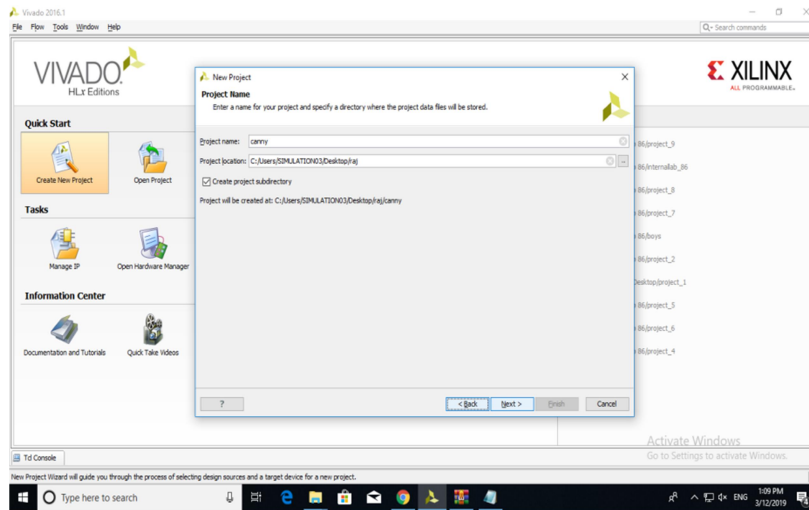 Vivado 2016.1
File Flow Tools Window Help
Search commands
VIVADO.
HLx Editions
XILINX
ALL PROGRAMMABLE.
Quick Start
Create New Project
Open Project
Tasks
Manage IP
Open Hardware Manager
Information Center
Documentation and Tutorials
Quick Take Videos
New Project
Project Name
Enter a name for your project and specify a directory where the project data files will be stored.
Project name: canny
Project location: C:/Users/SIMULATION03/Desktop/raj
Create project subdirectory
Project will be created at: C:/Users/SIMULATION03/Desktop/raj/canny
? < Back Next > Finish Cancel
86/project_9
86/internallab_86
86/project_8
86/project_7
86/boys
86/project_2
Desktop/project_1
86/project_5
86/project_6
86/project_4
Activate Windows
Go to Settings to activate Windows.
Tcl Console
New Project Wizard will guide you through the process of selecting design sources and a target device for a new project.
Type here to search
ENG
1:09 PM
3/12/2019